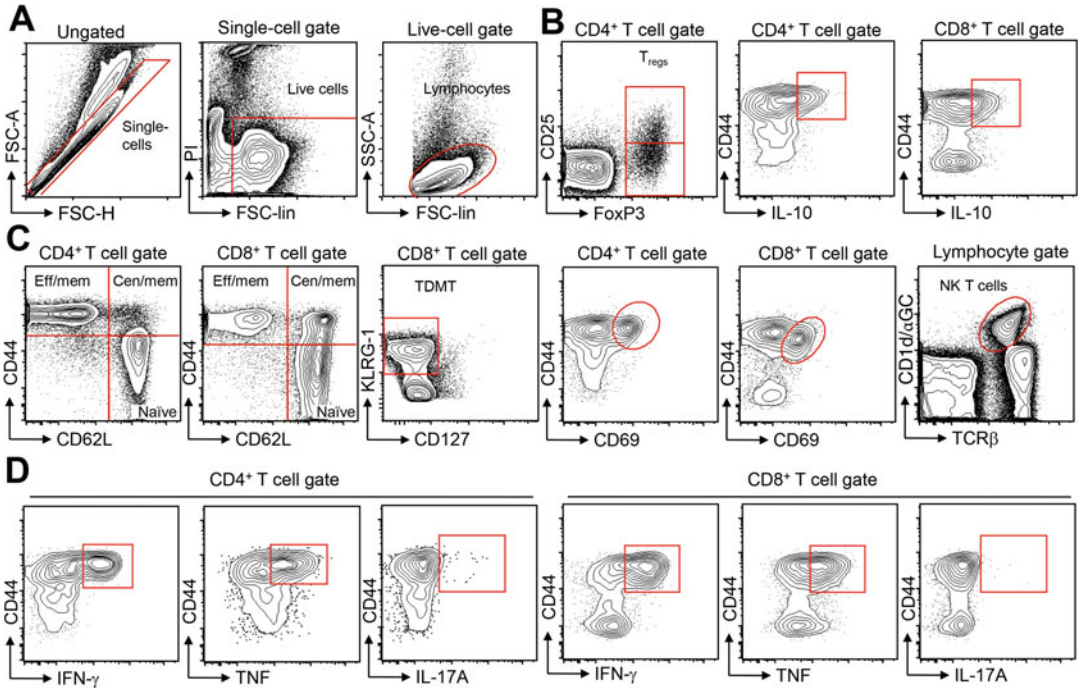 A
Ungated
FSC-A
Single-
cells
FSC-H
Single-cell gate
PI
Live cells
FSC-lin
Live-cell gate
SSC-A
Lymphocytes
FSC-lin
B
CD4⁺ T cell gate
CD25
T_regs
FoxP3
CD4⁺ T cell gate
CD44
IL-10
CD8⁺ T cell gate
CD44
IL-10
C
CD4⁺ T cell gate
CD44
Eff/mem Cen/mem
Naïve
CD62L
CD8⁺ T cell gate
CD44
Eff/mem Cen/mem
Naïve
CD62L
CD8⁺ T cell gate
KLRG-1
TDMT
CD127
CD4⁺ T cell gate
CD44
CD69
CD8⁺ T cell gate
CD44
CD69
Lymphocyte gate
CD1d/αGC
NK T cells
TCRβ
D
CD4⁺ T cell gate
CD44
IFN-γ
CD44
TNF
CD44
IL-17A
CD8⁺ T cell gate
CD44
IFN-γ
CD44
TNF
CD44
IL-17A